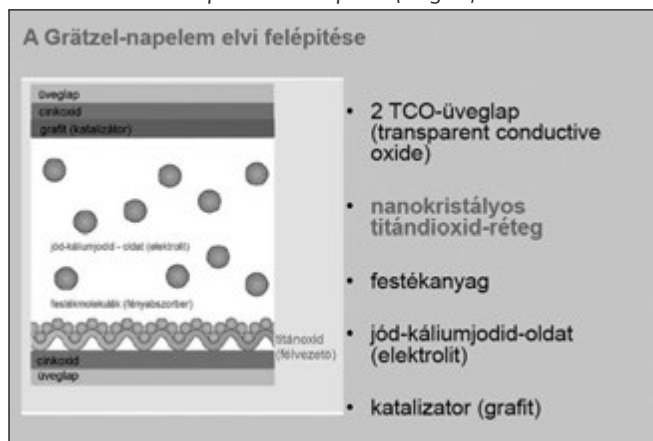 A Grätzel-napelem elvi felépitése
üveglap
cinkoxid
grafit (katalizátor)
jód-káliumjodid - oldat (elektrolit)
festékmolekulák (fényabszorber)
titánoxid
(félvezető)
cinkoxid
üveglap
• 2 TCO-üveglap
(transparent conductive
oxide)
• nanokristályos
titándioxid-réteg
• festékanyag
• jód-káliumjodid-oldat
(elektrolit)
• katalizator (grafit)